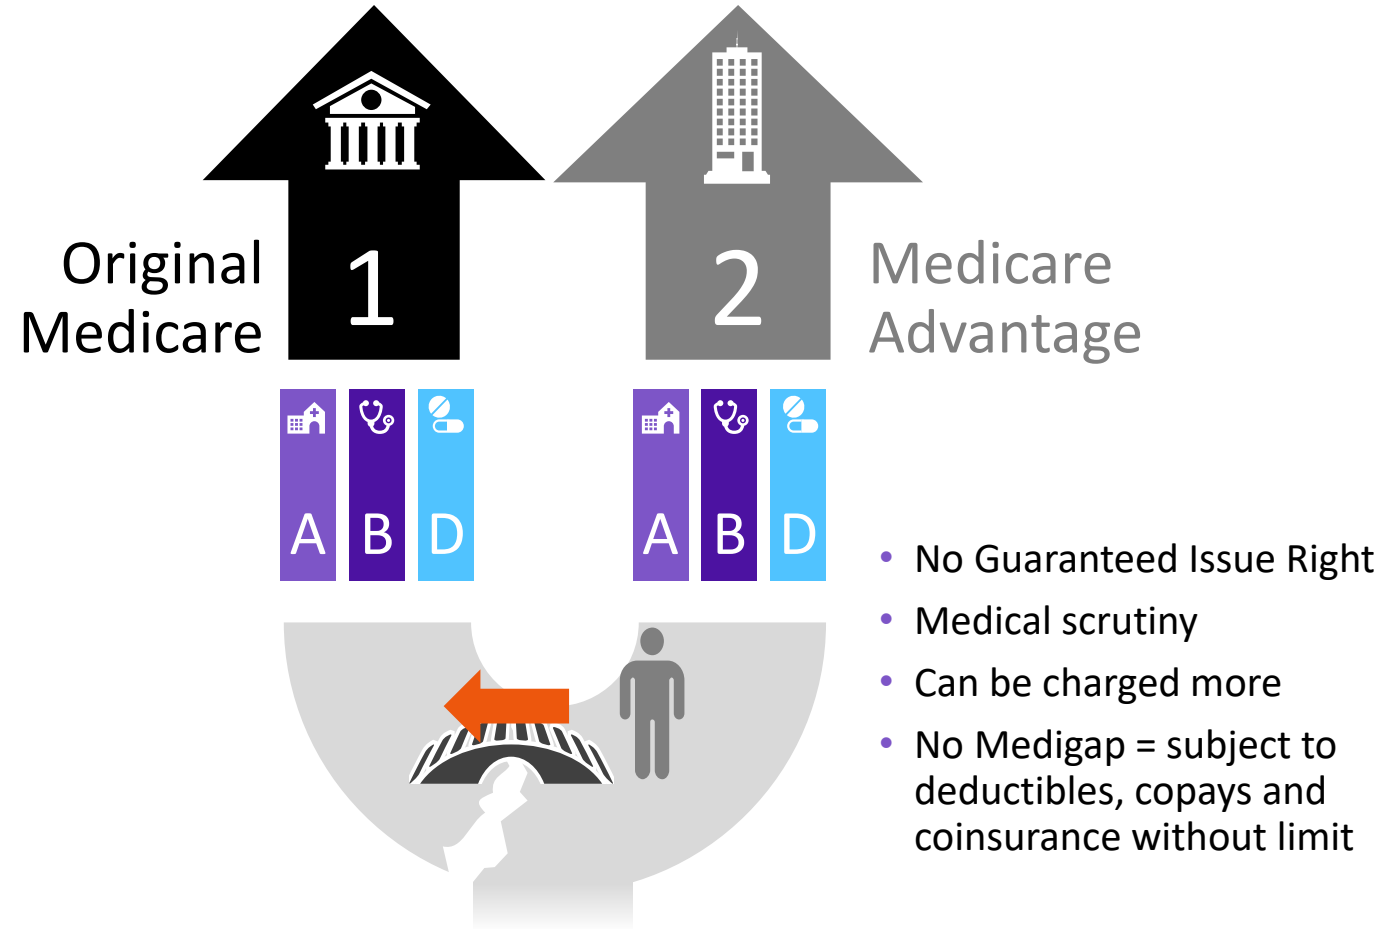 Original
Medicare
1
2
Medicare
Advantage
A B D
A B D
• No Guaranteed Issue Right
• Medical scrutiny
• Can be charged more
• No Medigap = subject to
deductibles, copays and
coinsurance without limit